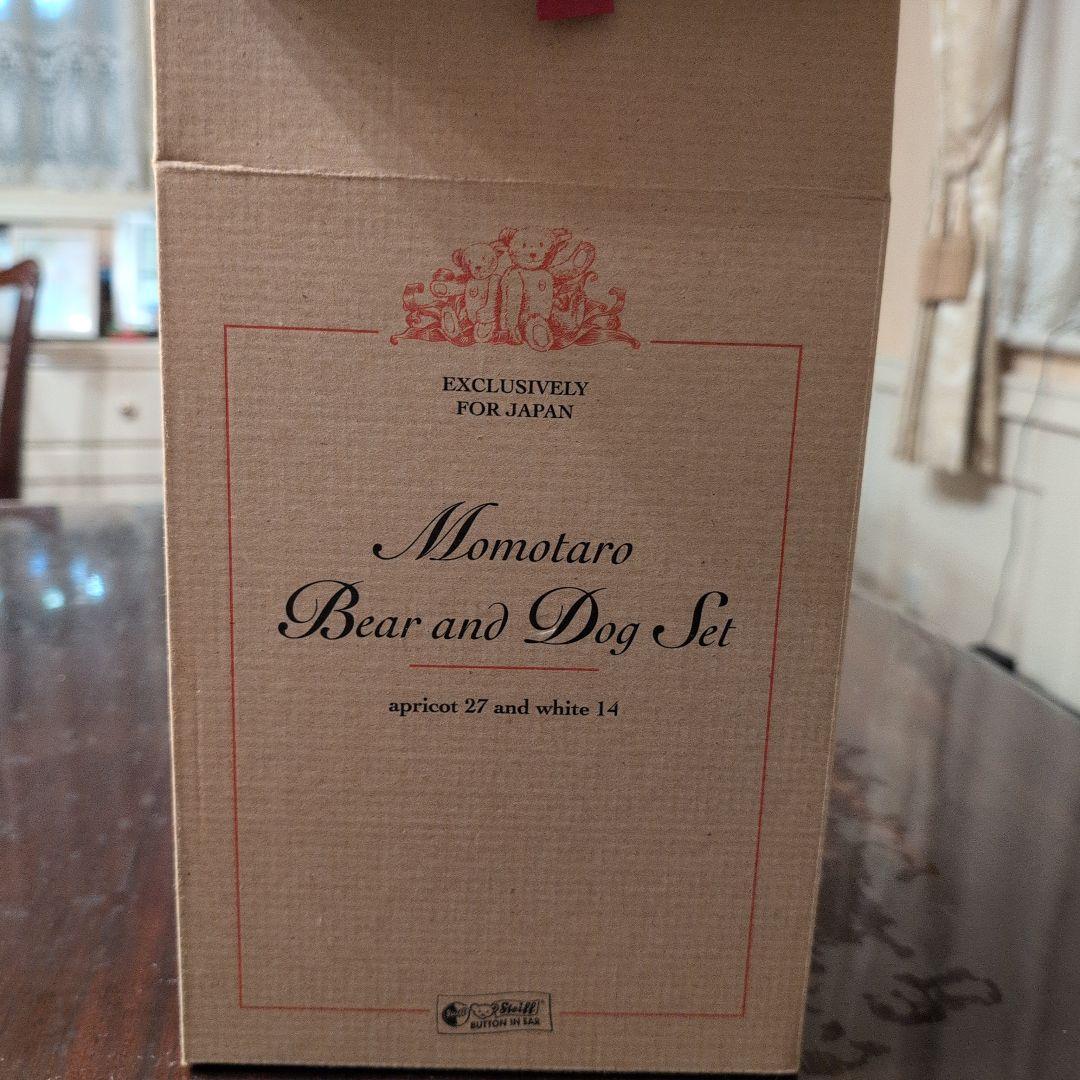 EXCLUSIVELY
FOR JAPAN
Momotaro
Bear and Dog Set
apricot 27 and white 14
Steiff
BUTTON IN EAR